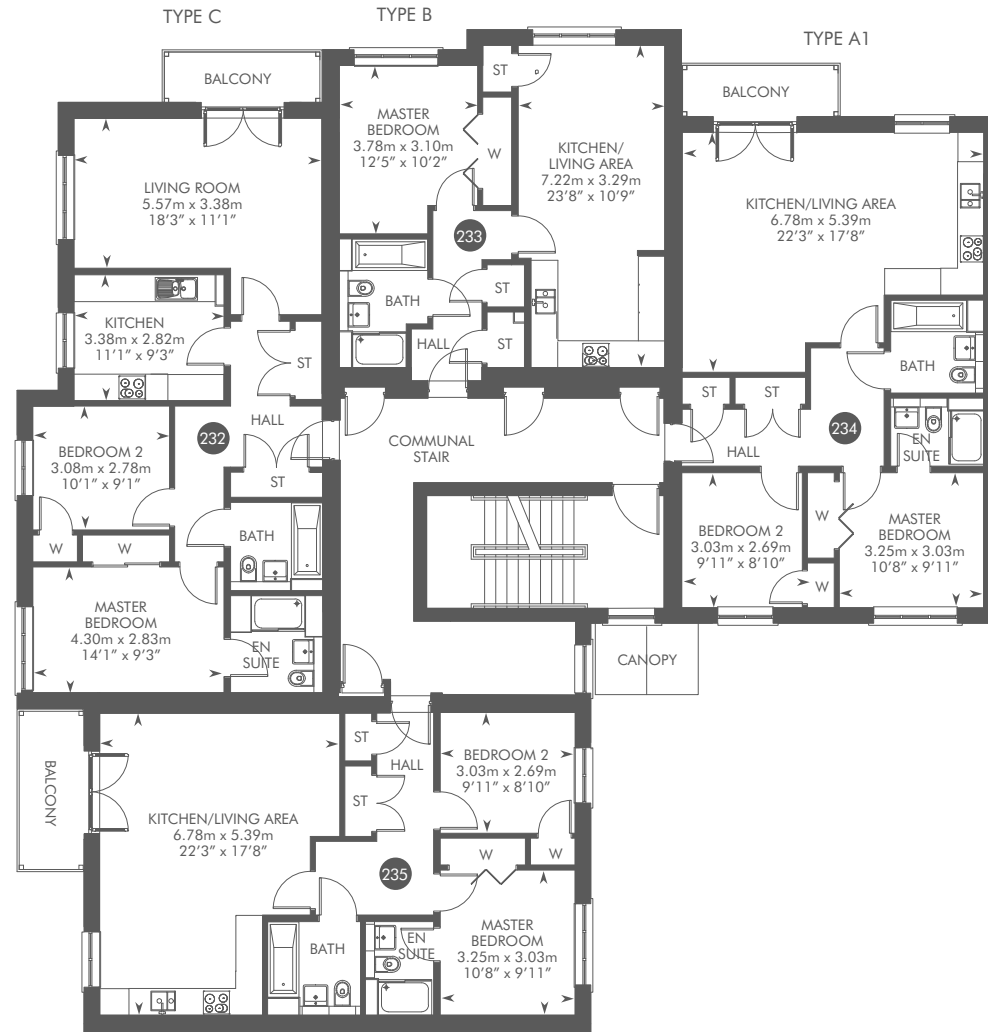 TYPE C
TYPE B
TYPE A1
BALCONY
LIVING ROOM
5.57m x 3.38m
18’3” x 11’1”
KITCHEN
3.38m x 2.82m
11’1” x 9’3”
ST
HALL
232
ST
BEDROOM 2
3.08m x 2.78m
10’1” x 9’1”
W
W
BATH
MASTER
BEDROOM
4.30m x 2.83m
14’1” x 9’3”
EN
SUITE
MASTER
BEDROOM
3.78m x 3.10m
12’5” x 10’2”
ST
W
KITCHEN/
LIVING AREA
7.22m x 3.29m
23’8” x 10’9”
233
BATH
ST
HALL
ST
COMMUNAL
STAIR
BALCONY
KITCHEN/LIVING AREA
6.78m x 5.39m
22’3” x 17’8”
BATH
ST
ST
234
HALL
EN
SUITE
BEDROOM 2
3.03m x 2.69m
9’11” x 8’10”
W
W
MASTER
BEDROOM
3.25m x 3.03m
10’8” x 9’11”
CANOPY
BALCONY
KITCHEN/LIVING AREA
6.78m x 5.39m
22’3” x 17’8”
ST
HALL
ST
BEDROOM 2
3.03m x 2.69m
9’11” x 8’10”
W
W
235
BATH
EN
SUITE
MASTER
BEDROOM
3.25m x 3.03m
10’8” x 9’11”